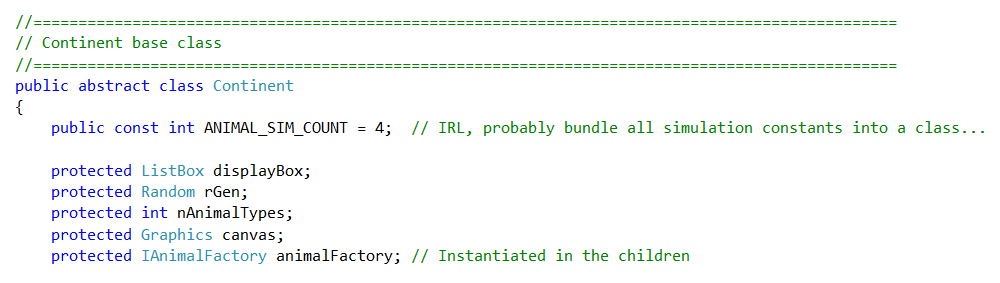 //================================================================================================
// Continent base class
//================================================================================================
public abstract class Continent
{
    public const int ANIMAL_SIM_COUNT = 4;  // IRL, probably bundle all simulation constants into a class...

    protected ListBox displayBox;
    protected Random rGen;
    protected int nAnimalTypes;
    protected Graphics canvas;
    protected IAnimalFactory animalFactory; // Instantiated in the children